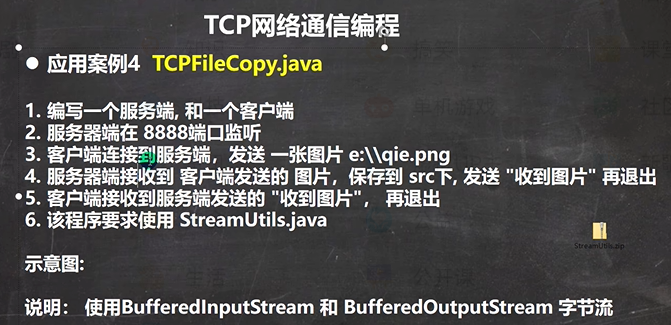 TCP网络通信编程
● 应用案例4 TCPFileCopy.java
1. 编写一个服务端, 和一个客户端
2. 服务器端在 8888端口监听
3. 客户端连接到服务端，发送 一张图片 e:\\qie.png
4. 服务器端接收到 客户端发送的 图片，保存到 src下, 发送 "收到图片" 再退出
5. 客户端接收到服务端发送的 "收到图片"， 再退出
6. 该程序要求使用 StreamUtils.java
StreamUtils.zip
示意图:
说明： 使用BufferedInputStream 和 BufferedOutputStream 字节流